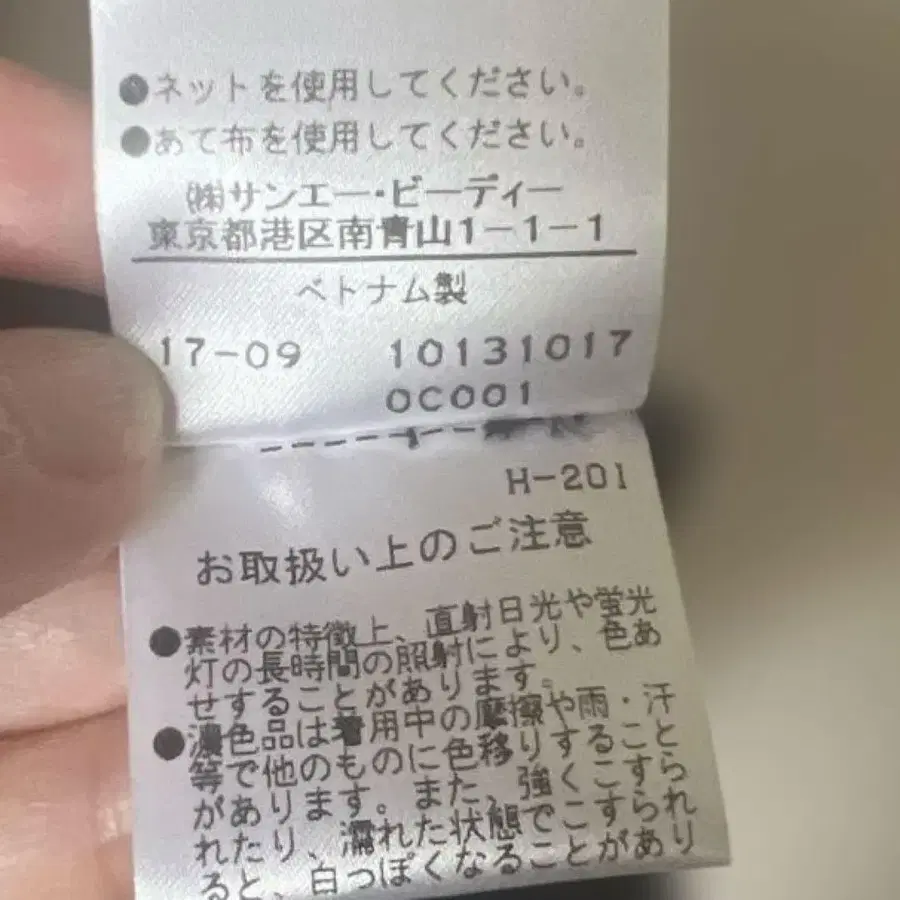 ●ネットを使用してください。
●あて布を使用してください。
㈱サンエー・ビーディー
東京都港区南青山1-1-1
ベトナム製
17-09 10131017
0C001
H-201
お取扱い上のご注意
●素材の特徴上、直射日光や蛍光
灯の長時間の照射により、色あ
せすることがあります。
●濃色品は着用中の摩擦や雨・汗
等で他のものに色移りすること
があります。また、強くこすら
れたり、濡れた状態でこすられ
ると、白っぽくなることがあり